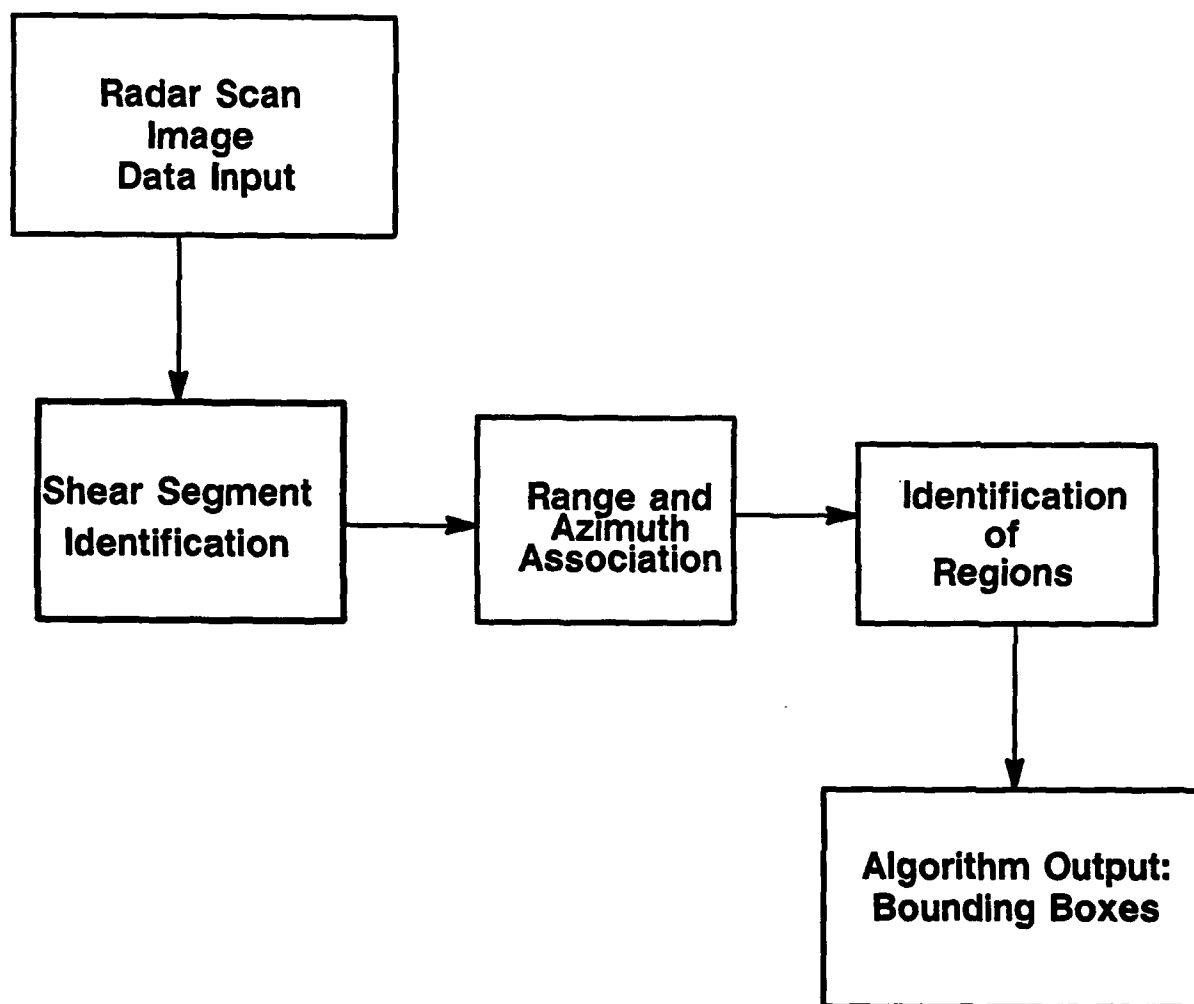 Radar Scan
Image
Data Input
Shear Segment
Identification
Range and
Azimuth
Association
Identification
of
Regions
Algorithm Output:
Bounding Boxes